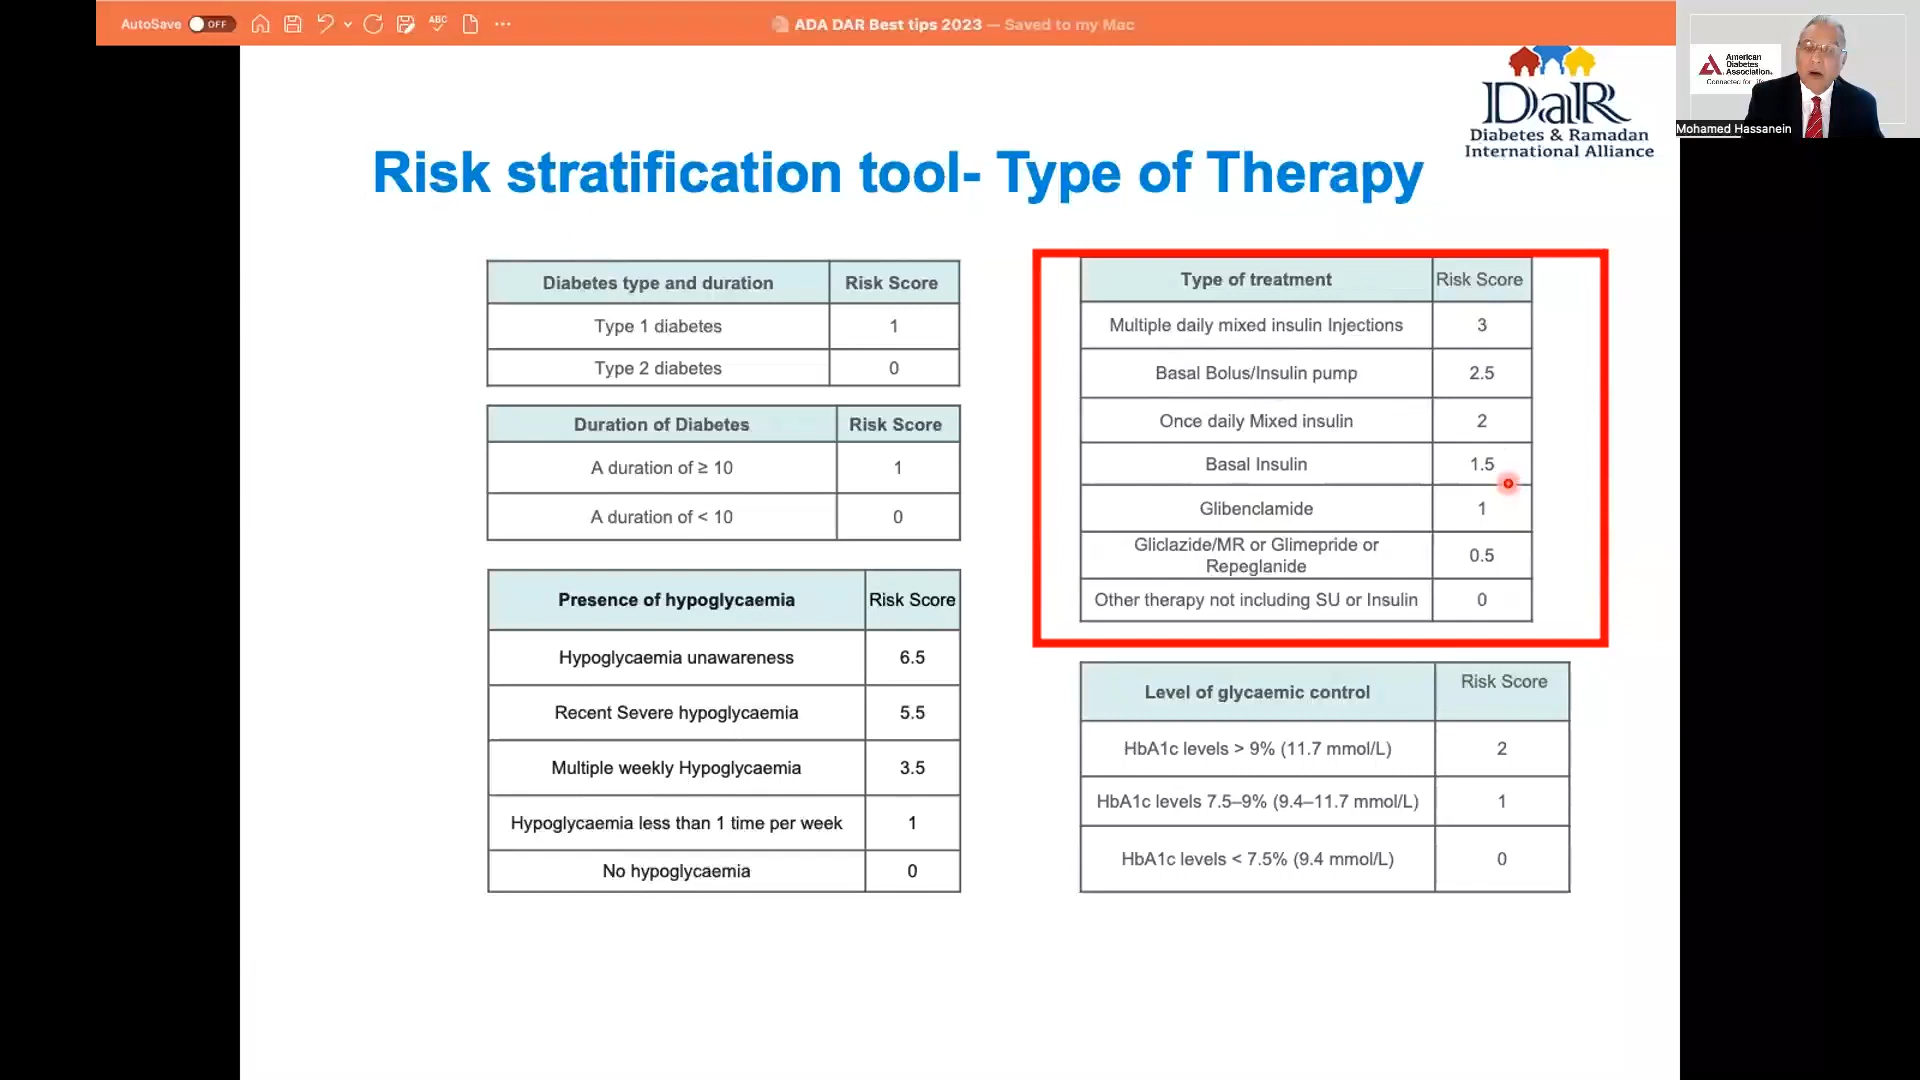 AutoSave OFF
ABC
ADA DAR Best tips 2023 — Saved to my Mac
American
Diabetes
Association.
Mohamed Hassanein
DaR
Diabetes & Ramadan
International Alliance
Risk stratification tool- Type of Therapy
Diabetes type and duration Risk Score
Type 1 diabetes 1
Type 2 diabetes 0
Duration of Diabetes Risk Score
A duration of ≥ 10 1
A duration of < 10 0
Presence of hypoglycaemia Risk Score
Hypoglycaemia unawareness 6.5
Recent Severe hypoglycaemia 5.5
Multiple weekly Hypoglycaemia 3.5
Hypoglycaemia less than 1 time per week 1
No hypoglycaemia 0
Type of treatment Risk Score
Multiple daily mixed insulin Injections 3
Basal Bolus/Insulin pump 2.5
Once daily Mixed insulin 2
Basal Insulin 1.5
Glibenclamide 1
Gliclazide/MR or Glimepride or
Repeglanide 0.5
Other therapy not including SU or Insulin 0
Level of glycaemic control Risk Score
HbA1c levels > 9% (11.7 mmol/L) 2
HbA1c levels 7.5–9% (9.4–11.7 mmol/L) 1
HbA1c levels < 7.5% (9.4 mmol/L) 0